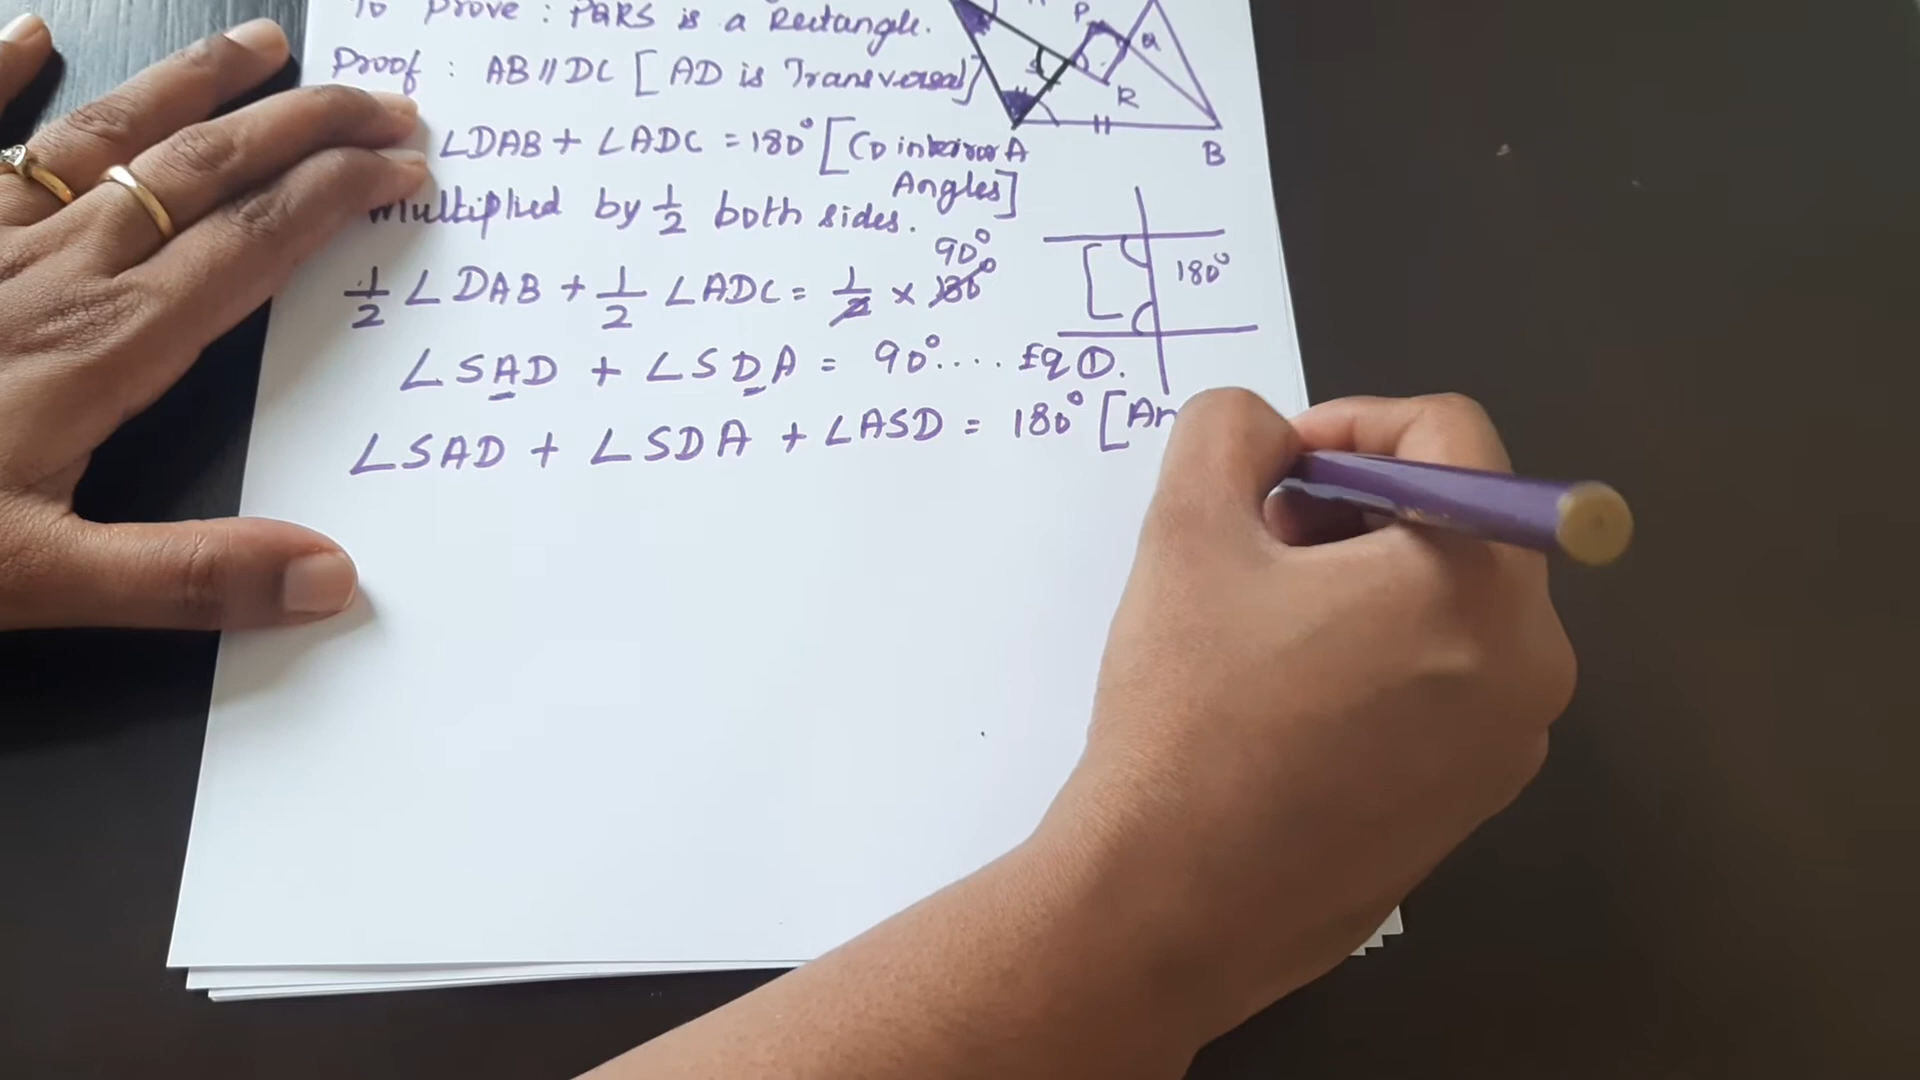 To Prove : PQRS is a Rectangle.
Proof : AB // DC [AD is Transversal]
∠DAB + ∠ADC = 180° [Co interior
Angles]
Multiplied by 1/2 both sides.
90°
1/2 ∠DAB + 1/2 ∠ADC = 1/2 × 180°
∠SAD + ∠SDA = 90°.... Eq ①.
∠SAD + ∠SDA + ∠ASD = 180° [An
P
Q
S
R
A
B
180°